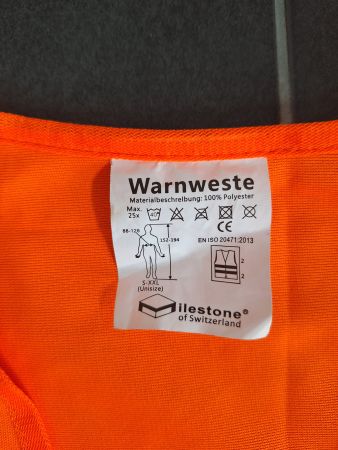 Warnweste
Materialbeschreibung: 100% Polyester
Max.
25x
40
CE
EN ISO 20471:2013
88-128
152-194
2
2
S-XXL
(Unisize)
ilestone®
of Switzerland